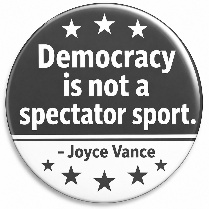 Democracy
is not a
spectator sport.
– Joyce Vance